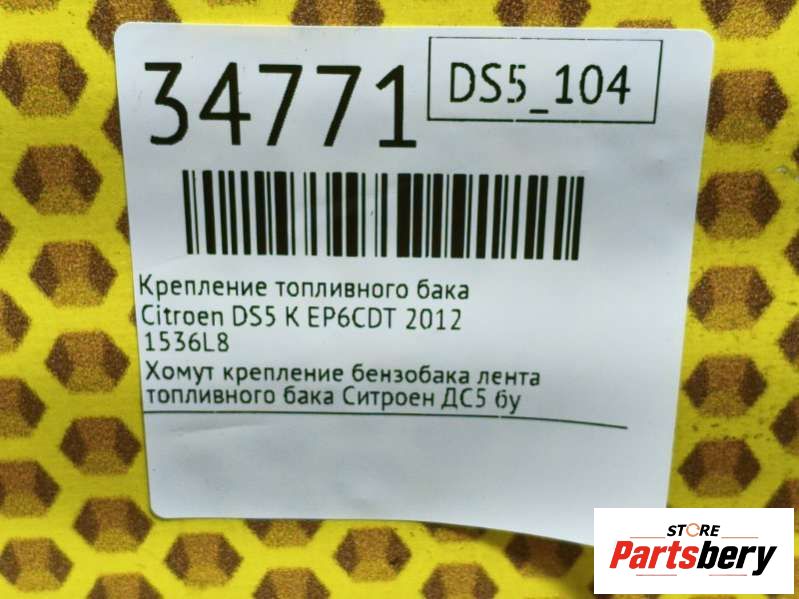 34771
DS5_104
Крепление топливного бака
Citroen DS5 K EP6CDT 2012
1536L8
Хомут крепление бензобака лента
топливного бака Ситроен ДС5 бу
STORE
Partsbery